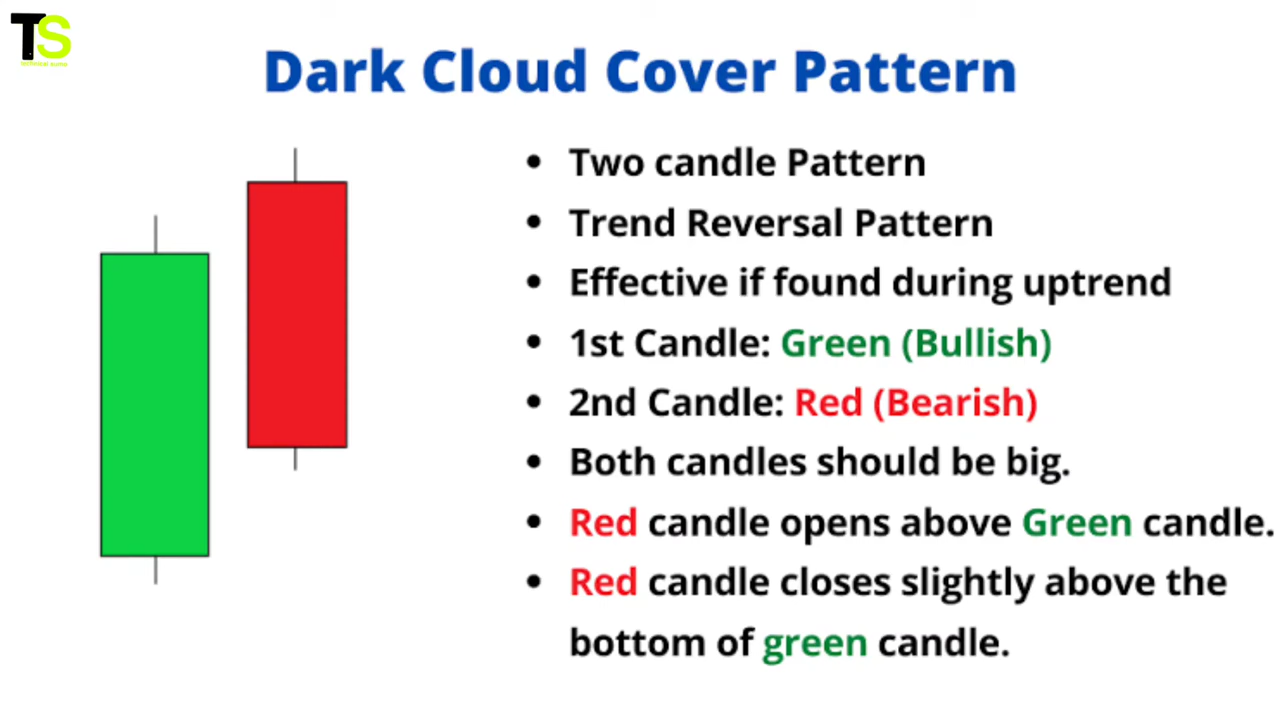 TS
technical suma
Dark Cloud Cover Pattern
• Two candle Pattern
• Trend Reversal Pattern
• Effective if found during uptrend
• 1st Candle: Green (Bullish)
• 2nd Candle: Red (Bearish)
• Both candles should be big.
• Red candle opens above Green candle.
• Red candle closes slightly above the
bottom of green candle.